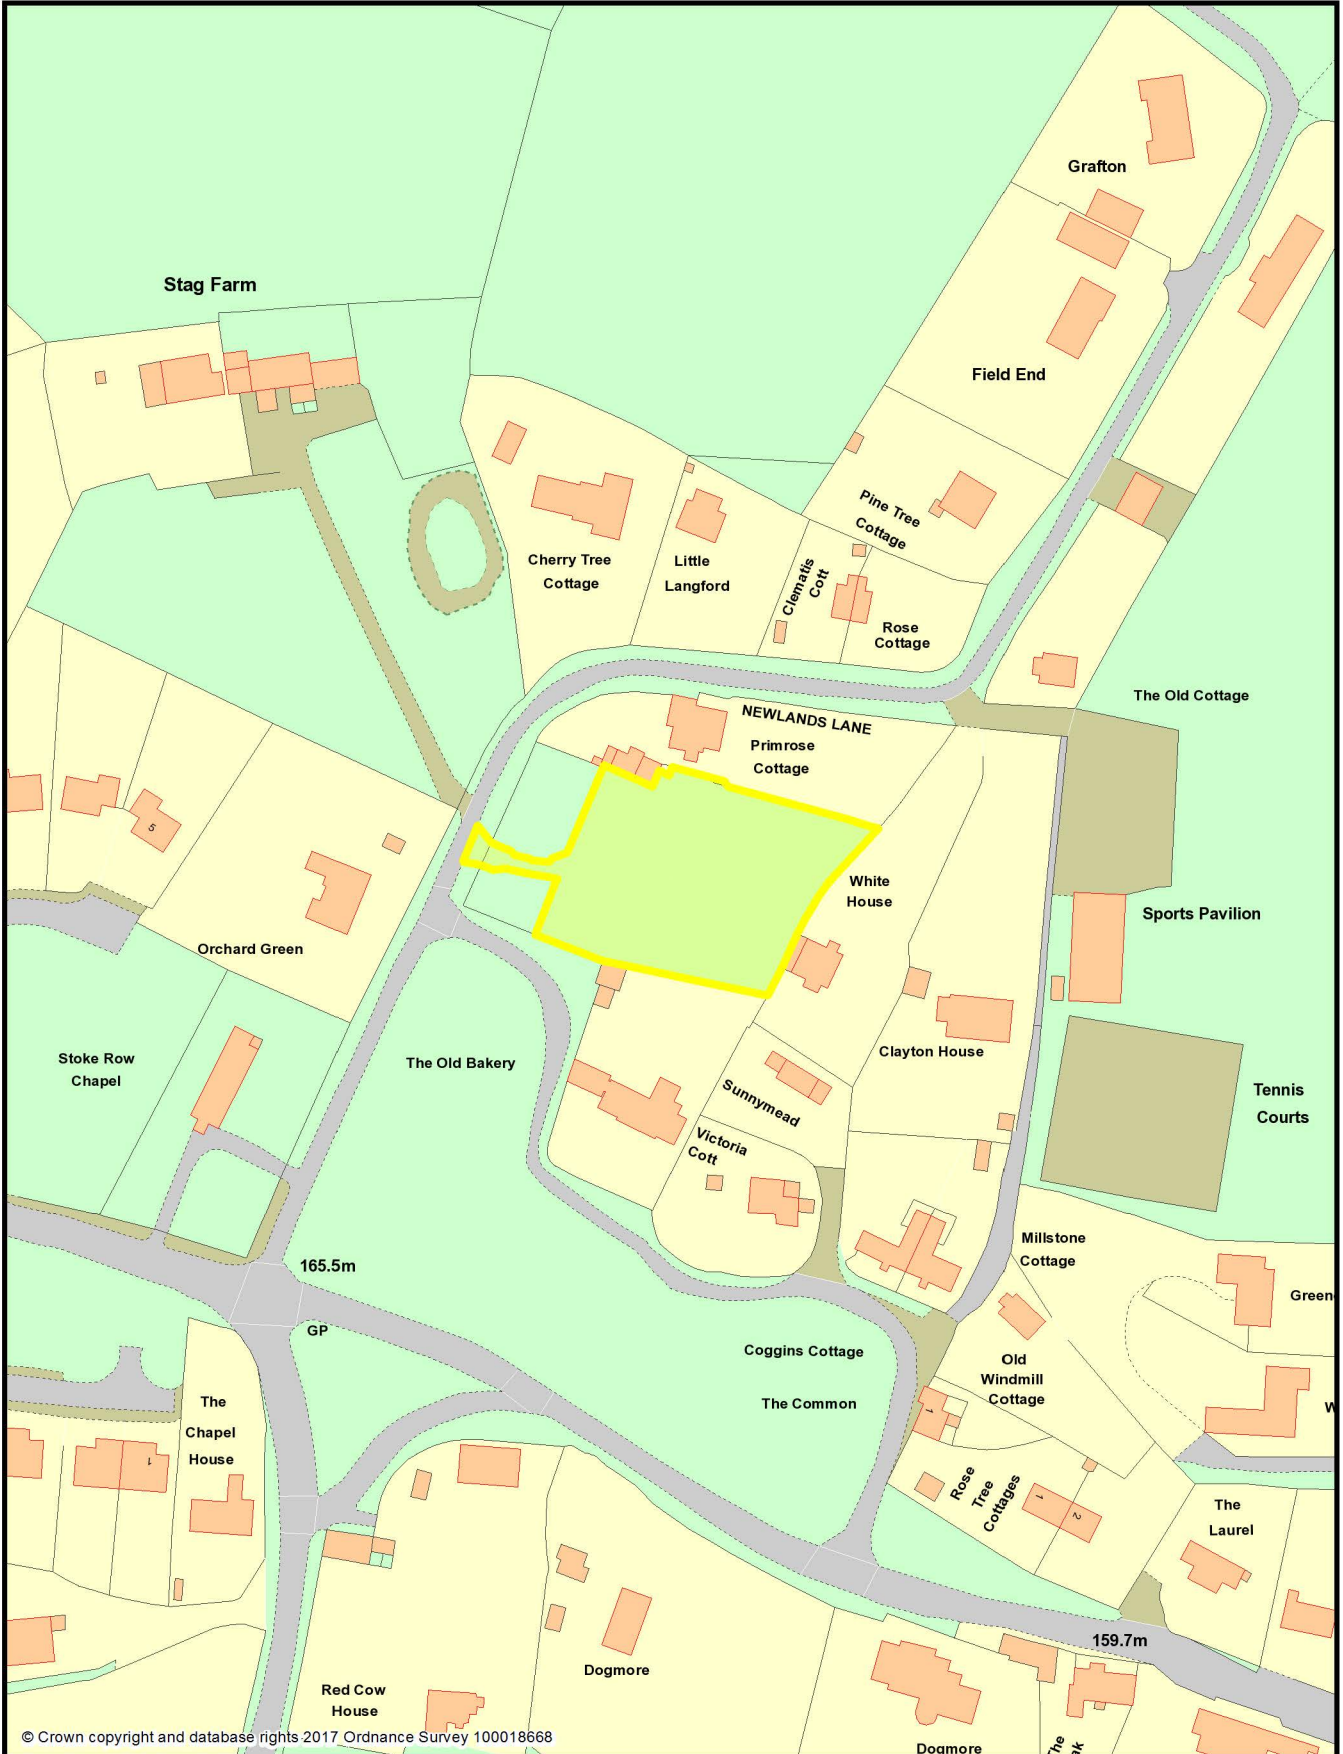 Grafton
Stag Farm
Field End
Pine Tree
Cottage
Cherry Tree
Cottage
Little
Langford
Clematis
Cott
Rose
Cottage
The Old Cottage
NEWLANDS LANE
Primrose
Cottage
5
White
House
Sports Pavilion
Orchard Green
Stoke Row
Chapel
The Old Bakery
Clayton House
Sunnymead
Tennis
Courts
Victoria
Cott
Millstone
Cottage
165.5m
Green
GP
Coggins Cottage
Old
Windmill
Cottage
The
Chapel
House
The Common
W
1
1
Rose
Tree
Cottages
1
2
The
Laurel
159.7m
Dogmore
Red Cow
House
© Crown copyright and database rights 2017 Ordnance Survey 100018668
Dogmore